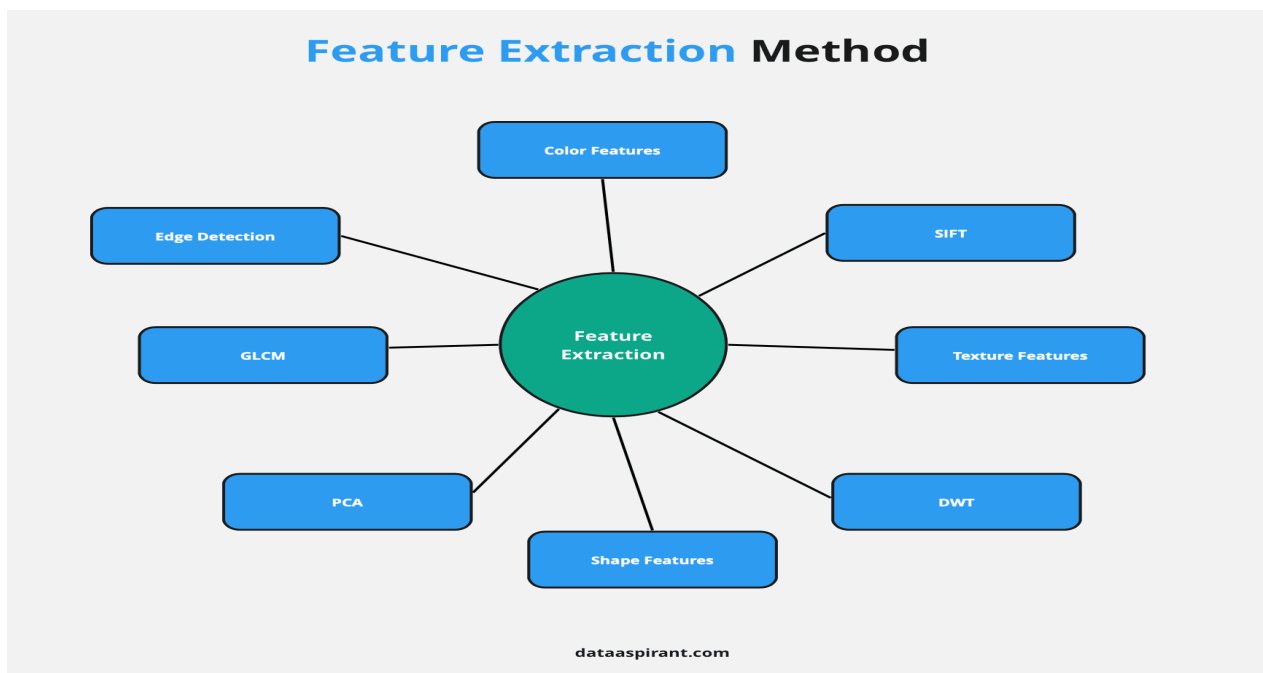 Feature Extraction Method
Color Features
Edge Detection
SIFT
Feature
Extraction
GLCM
Texture Features
PCA
DWT
Shape Features
dataaspirant.com